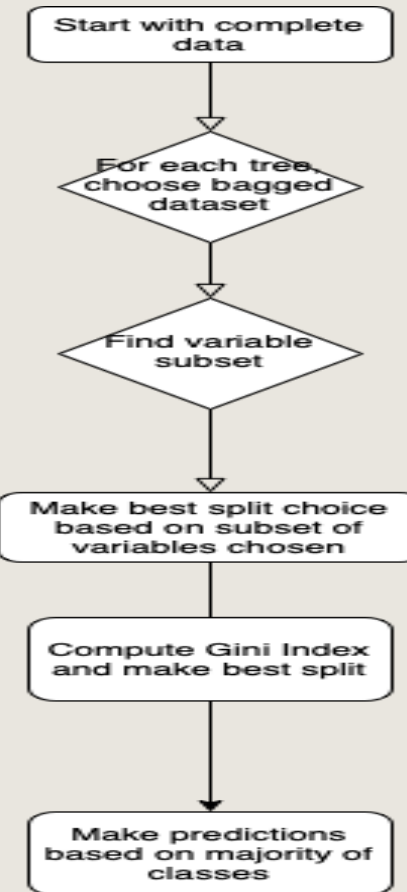 Start with complete
data
For each tree,
choose bagged
dataset
Find variable
subset
Make best split choice
based on subset of
variables chosen
Compute Gini Index
and make best split
Make predictions
based on majority of
classes